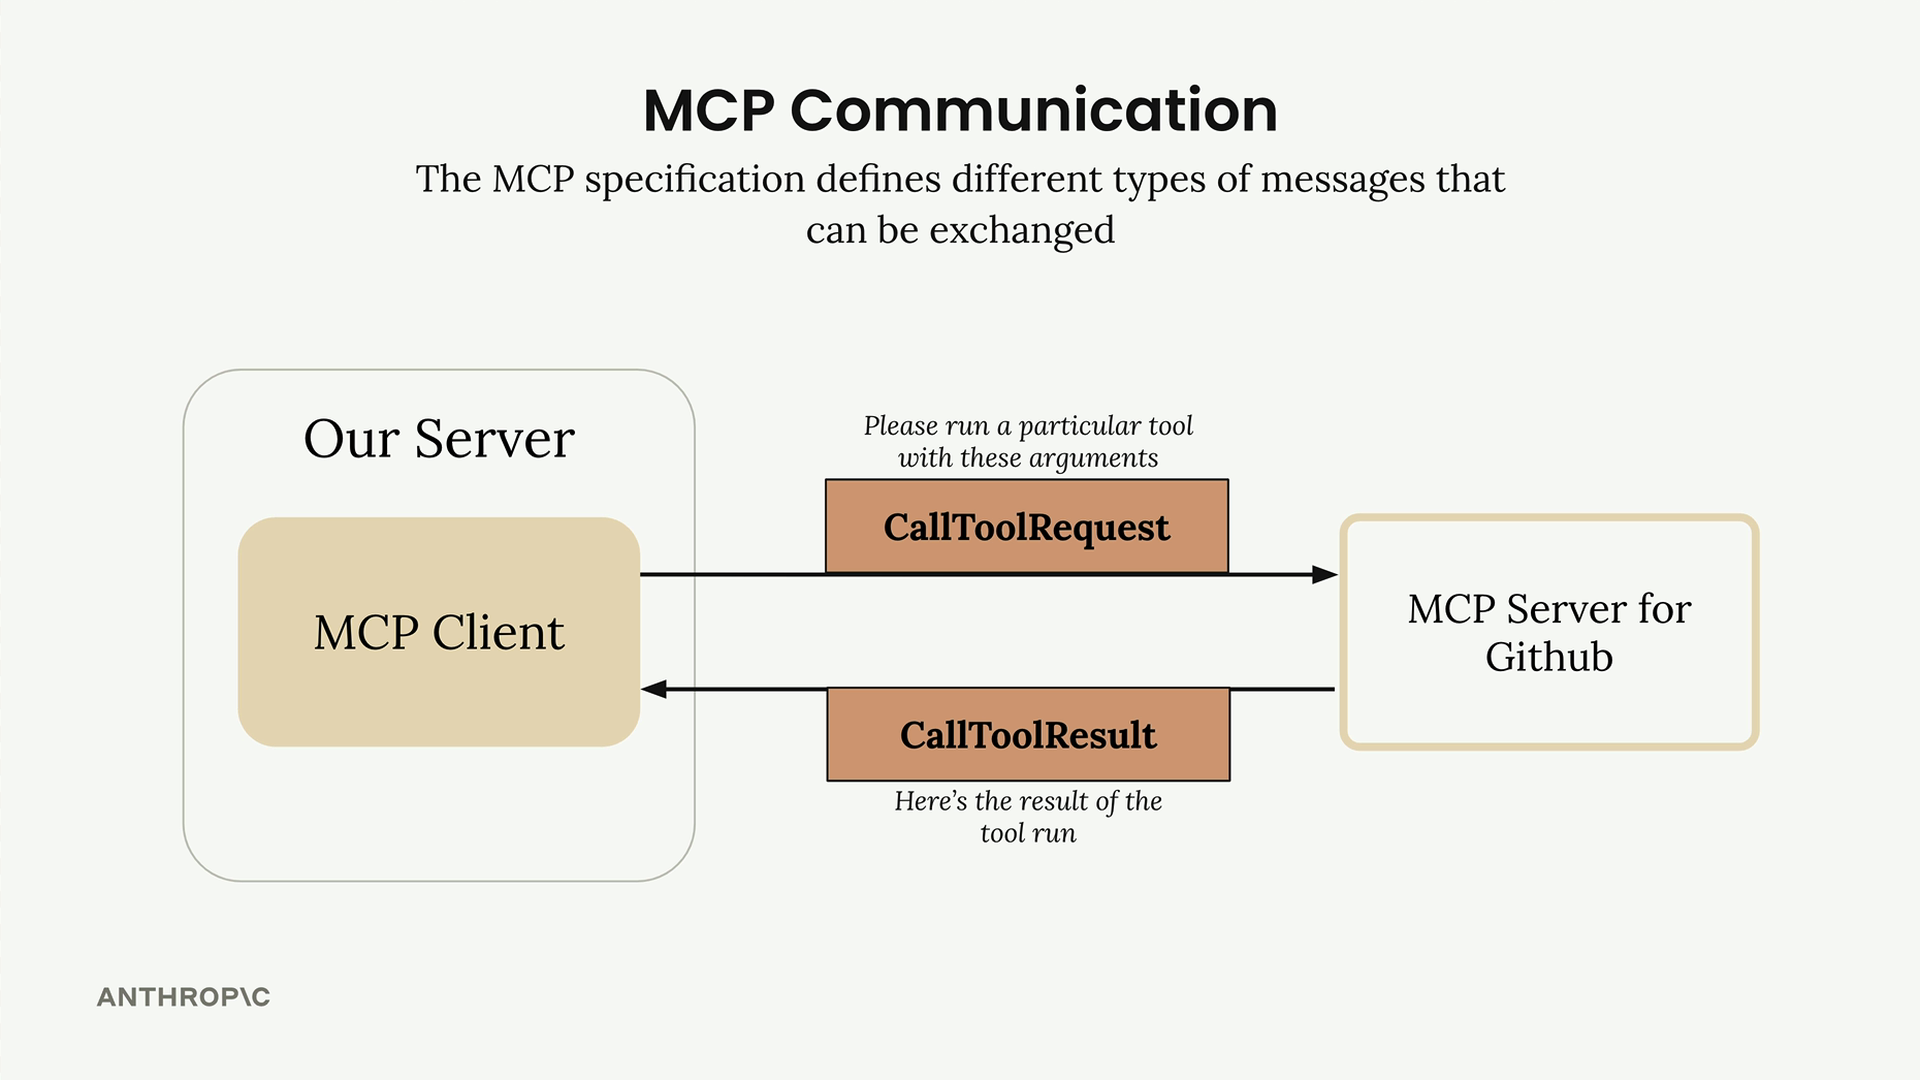 MCP Communication
The MCP specification defines different types of messages that
can be exchanged
Our Server
MCP Client
Please run a particular tool
with these arguments
CallToolRequest
CallToolResult
Here’s the result of the
tool run
MCP Server for
Github
ANTHROP\C